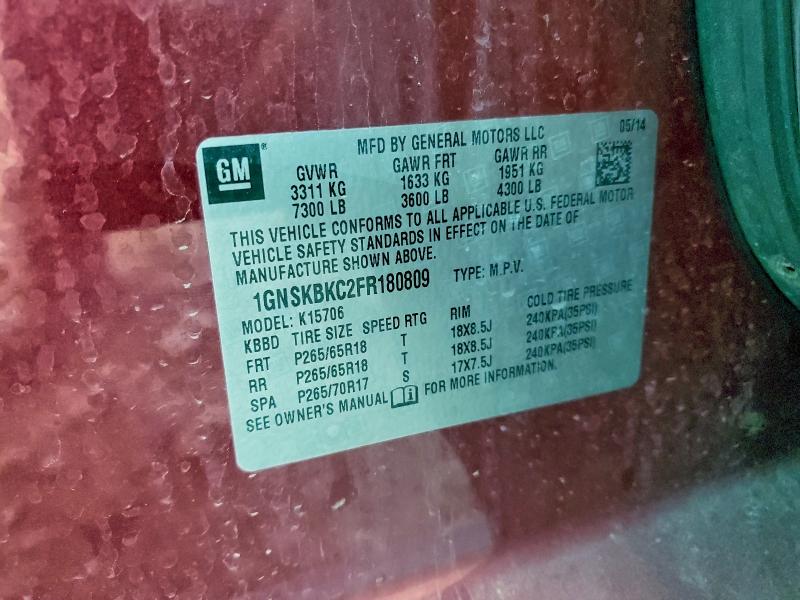 GM
MFD BY GENERAL MOTORS LLC 05/14
GVWR GAWR FRT GAWR RR
3311 KG 1633 KG 1951 KG
7300 LB 3600 LB 4300 LB
THIS VEHICLE CONFORMS TO ALL APPLICABLE U.S. FEDERAL MOTOR
VEHICLE SAFETY STANDARDS IN EFFECT ON THE DATE OF
MANUFACTURE SHOWN ABOVE.
1GNSKBKC2FR180809 TYPE: M.P.V.
MODEL: K15706
KBBD TIRE SIZE SPEED RTG RIM COLD TIRE PRESSURE
FRT P265/65R18 T 18X8.5J 240KPA(35PSI)
RR P265/65R18 T 18X8.5J 240KPA(35PSI)
SPA P265/70R17 S 17X7.5J 240KPA(35PSI)
SEE OWNER'S MANUAL FOR MORE INFORMATION.